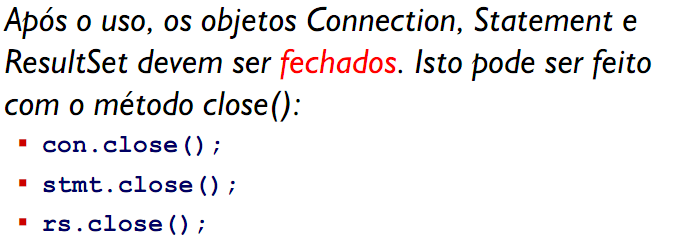 Após o uso, os objetos Connection, Statement e
ResultSet devem ser fechados. Isto pode ser feito
com o método close():
▪ con.close();
▪ stmt.close();
▪ rs.close();